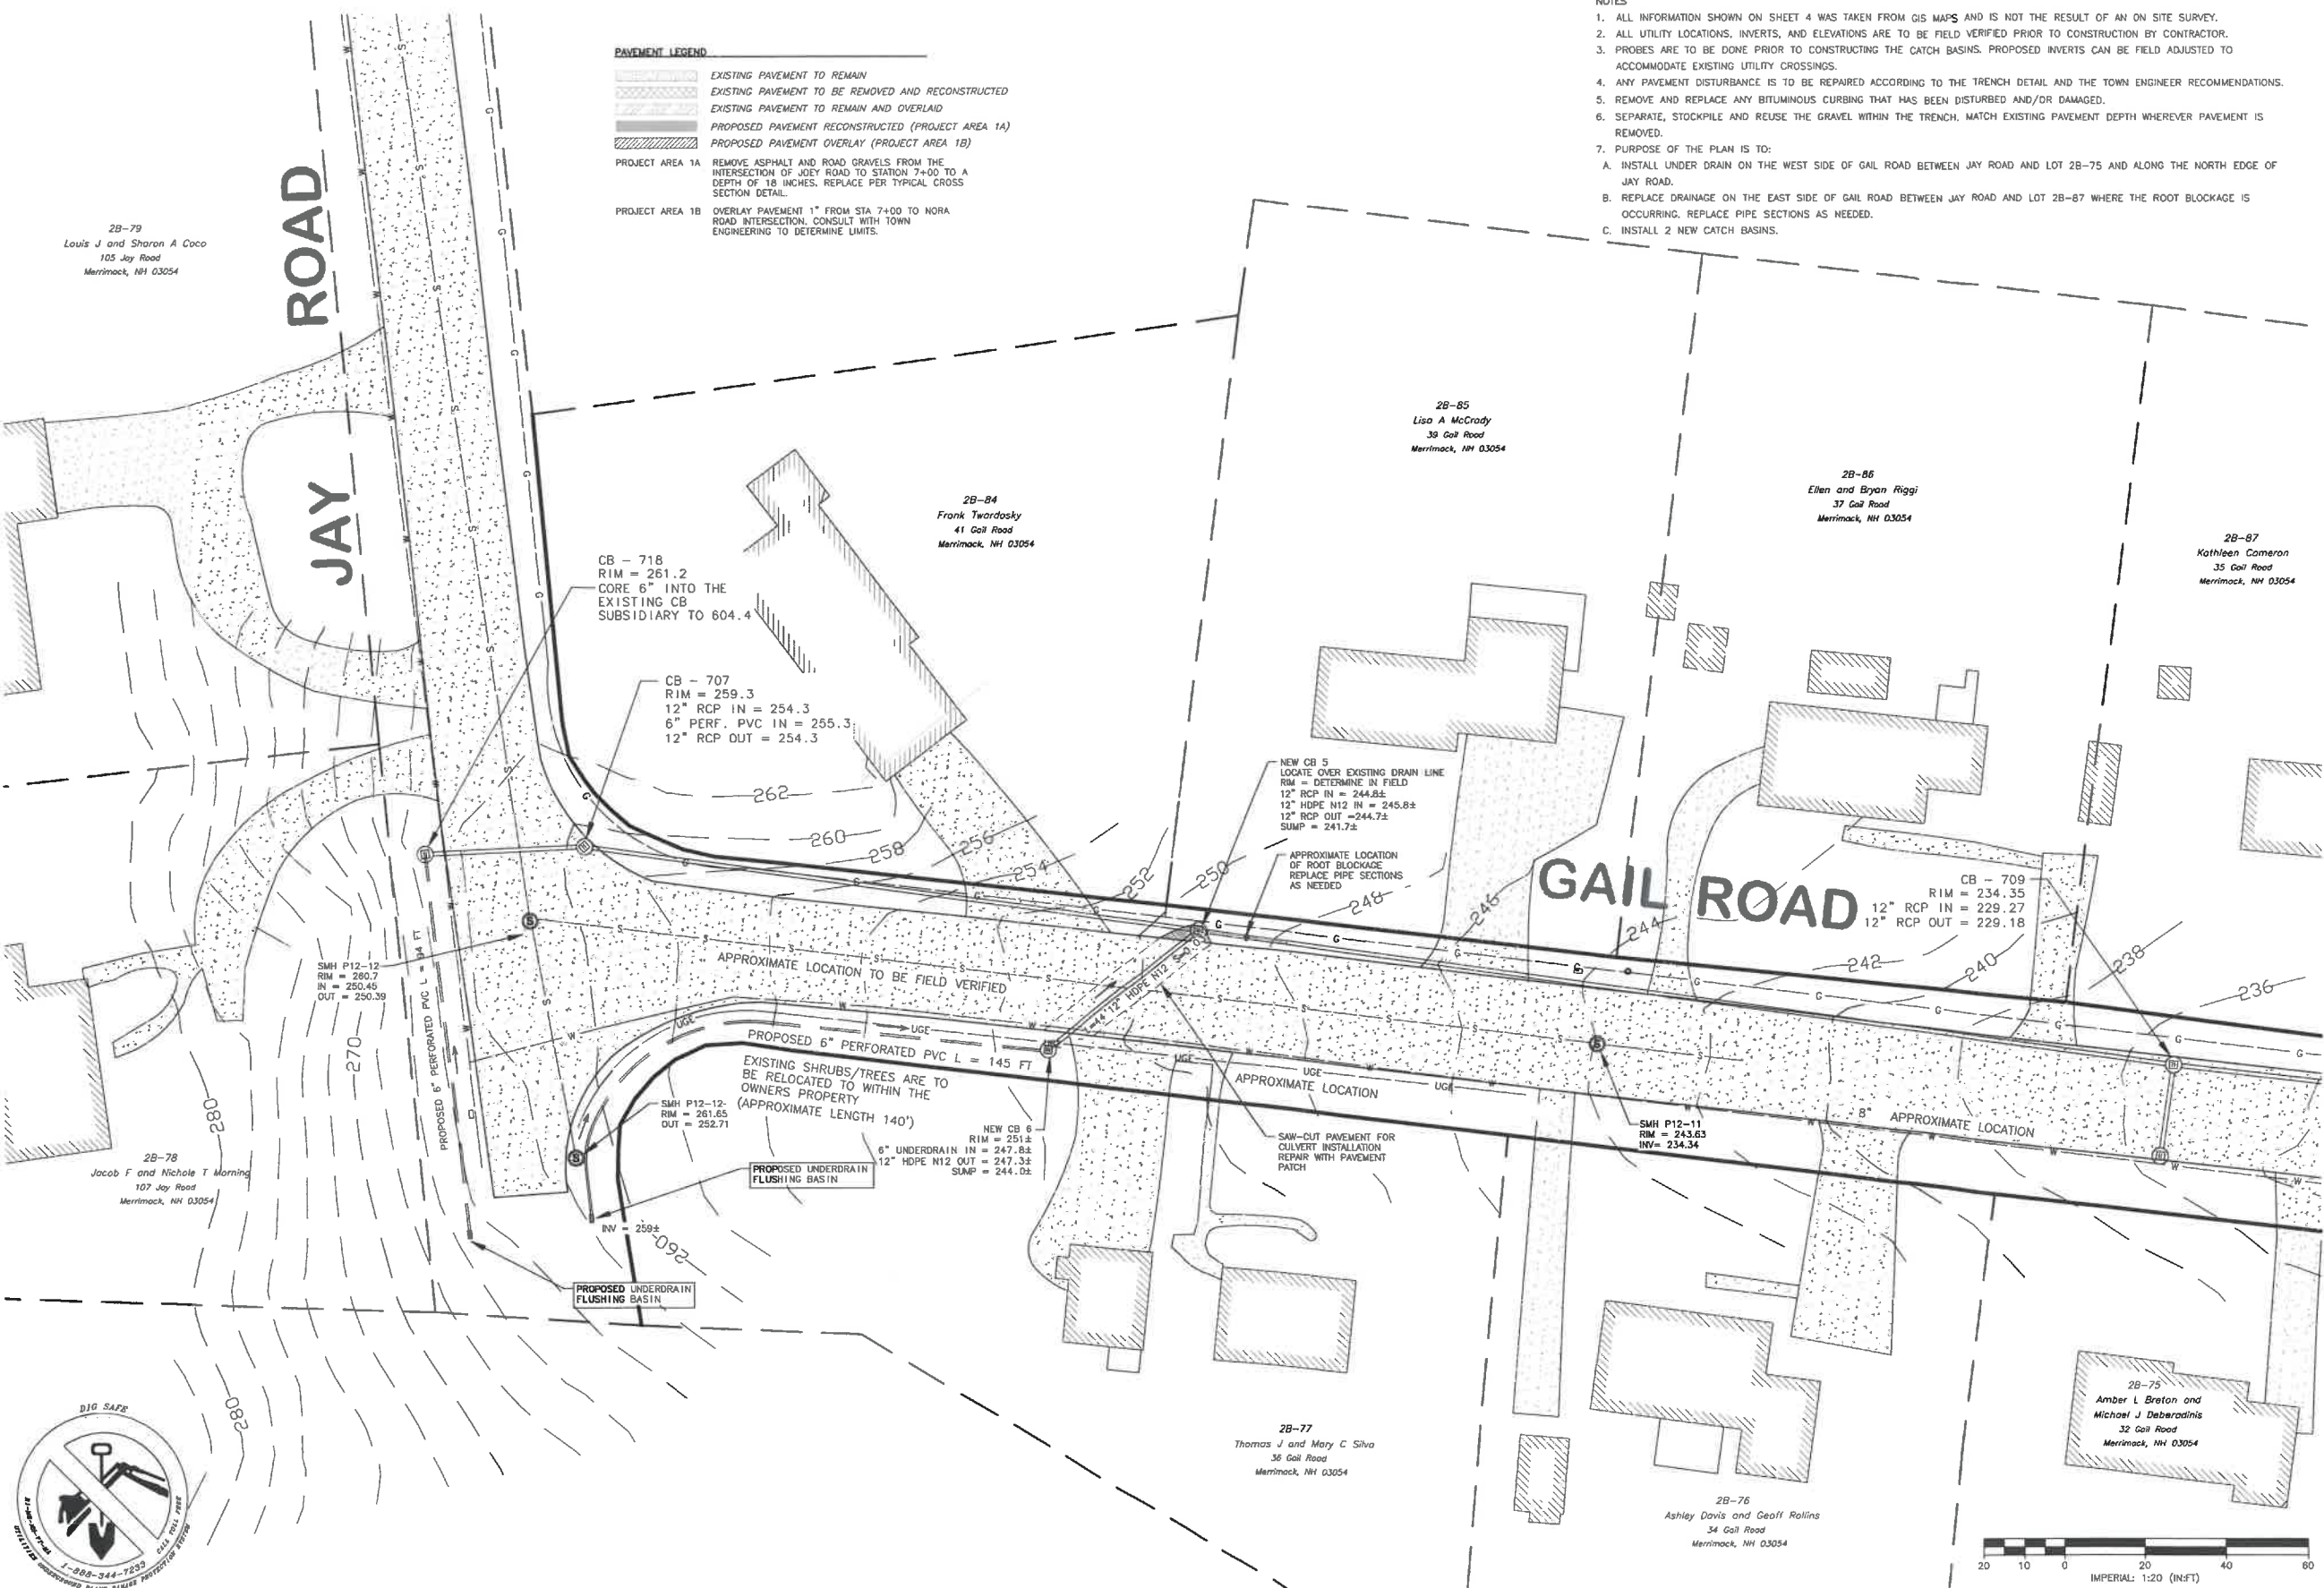 NOTES
1. ALL INFORMATION SHOWN ON SHEET 4 WAS TAKEN FROM GIS MAPS AND IS NOT THE RESULT OF AN ON SITE SURVEY.
2. ALL UTILITY LOCATIONS, INVERTS, AND ELEVATIONS ARE TO BE FIELD VERIFIED PRIOR TO CONSTRUCTION BY CONTRACTOR.
3. PROBES ARE TO BE DONE PRIOR TO CONSTRUCTING THE CATCH BASINS. PROPOSED INVERTS CAN BE FIELD ADJUSTED TO
ACCOMMODATE EXISTING UTILITY CROSSINGS.
4. ANY PAVEMENT DISTURBANCE IS TO BE REPAIRED ACCORDING TO THE TRENCH DETAIL AND THE TOWN ENGINEER RECOMMENDATIONS.
5. REMOVE AND REPLACE ANY BITUMINOUS CURBING THAT HAS BEEN DISTURBED AND/OR DAMAGED.
6. SEPARATE, STOCKPILE AND REUSE THE GRAVEL WITHIN THE TRENCH. MATCH EXISTING PAVEMENT DEPTH WHEREVER PAVEMENT IS
REMOVED.
7. PURPOSE OF THE PLAN IS TO:
A. INSTALL UNDER DRAIN ON THE WEST SIDE OF GAIL ROAD BETWEEN JAY ROAD AND LOT 2B-75 AND ALONG THE NORTH EDGE OF
JAY ROAD.
B. REPLACE DRAINAGE ON THE EAST SIDE OF GAIL ROAD BETWEEN JAY ROAD AND LOT 2B-87 WHERE THE ROOT BLOCKAGE IS
OCCURRING. REPLACE PIPE SECTIONS AS NEEDED.
C. INSTALL 2 NEW CATCH BASINS.
PAVEMENT LEGEND
EXISTING PAVEMENT TO REMAIN
EXISTING PAVEMENT TO BE REMOVED AND RECONSTRUCTED
EXISTING PAVEMENT TO REMAIN AND OVERLAID
PROPOSED PAVEMENT RECONSTRUCTED (PROJECT AREA 1A)
PROPOSED PAVEMENT OVERLAY (PROJECT AREA 1B)
PROJECT AREA 1A REMOVE ASPHALT AND ROAD GRAVELS FROM THE
INTERSECTION OF JOEY ROAD TO STATION 7+00 TO A
DEPTH OF 18 INCHES. REPLACE PER TYPICAL CROSS
SECTION DETAIL.
PROJECT AREA 1B OVERLAY PAVEMENT 1" FROM STA 7+00 TO NORA
ROAD INTERSECTION. CONSULT WITH TOWN
ENGINEERING TO DETERMINE LIMITS.
2B-79
Louis J and Sharon A Coco
105 Jay Road
Merrimack, NH 03054
JAY ROAD
2B-84
Frank Twardosky
41 Gail Road
Merrimack, NH 03054
2B-85
Lisa A McCrady
39 Gail Road
Merrimack, NH 03054
2B-86
Ellen and Bryan Riggi
37 Gail Road
Merrimack, NH 03054
2B-87
Kathleen Cameron
35 Gail Road
Merrimack, NH 03054
CB - 718
RIM = 261.2
CORE 6" INTO THE
EXISTING CB
SUBSIDIARY TO 604.4
CB - 707
RIM = 259.3
12" RCP IN = 254.3
6" PERF. PVC IN = 255.3
12" RCP OUT = 254.3
NEW CB 5
LOCATE OVER EXISTING DRAIN LINE
RIM = DETERMINE IN FIELD
12" RCP IN = 244.8±
12" HDPE N12 IN = 245.8±
12" RCP OUT =244.7±
SUMP = 241.7±
APPROXIMATE LOCATION
OF ROOT BLOCKAGE
REPLACE PIPE SECTIONS
AS NEEDED
GAIL ROAD
CB - 709
RIM = 234.35
12" RCP IN = 229.27
12" RCP OUT = 229.18
262
260
258
256
254
252
250
248
246
244
242
240
238
236
SMH P12-12
RIM = 260.7
IN = 250.45
OUT = 250.39
PROPOSED 6" PERFORATED PVC L = 94 FT
APPROXIMATE LOCATION TO BE FIELD VERIFIED
L=44' 12" HDPE N12
PROPOSED 6" PERFORATED PVC L = 145 FT
EXISTING SHRUBS/TREES ARE TO
BE RELOCATED TO WITHIN THE
OWNERS PROPERTY
(APPROXIMATE LENGTH 140')
UGE
UGE
UGE
UGE
UGE
APPROXIMATE LOCATION
8" APPROXIMATE LOCATION
SMH P12-12-
RIM = 261.65
OUT = 252.71
NEW CB 6
RIM = 251±
6" UNDERDRAIN IN = 247.8±
12" HDPE N12 OUT = 247.3±
SUMP = 244.0±
SAW-CUT PAVEMENT FOR
CULVERT INSTALLATION
REPAIR WITH PAVEMENT
PATCH
SMH P12-11
RIM = 243.63
INV= 234.34
PROPOSED UNDERDRAIN
FLUSHING BASIN
INV = 259±
260
PROPOSED UNDERDRAIN
FLUSHING BASIN
270
280
280
2B-78
Jacob F and Nichole T Morning
107 Jay Road
Merrimack, NH 03054
2B-77
Thomas J and Mary C Silva
36 Gail Road
Merrimack, NH 03054
2B-76
Ashley Davis and Geoff Rollins
34 Gail Road
Merrimack, NH 03054
2B-75
Amber L Breton and
Michael J Deberadinis
32 Gail Road
Merrimack, NH 03054
DIG SAFE
CALL TOLL FREE
1-888-344-7233
20 10 0 20 40 60
IMPERIAL: 1:20 (IN:FT)